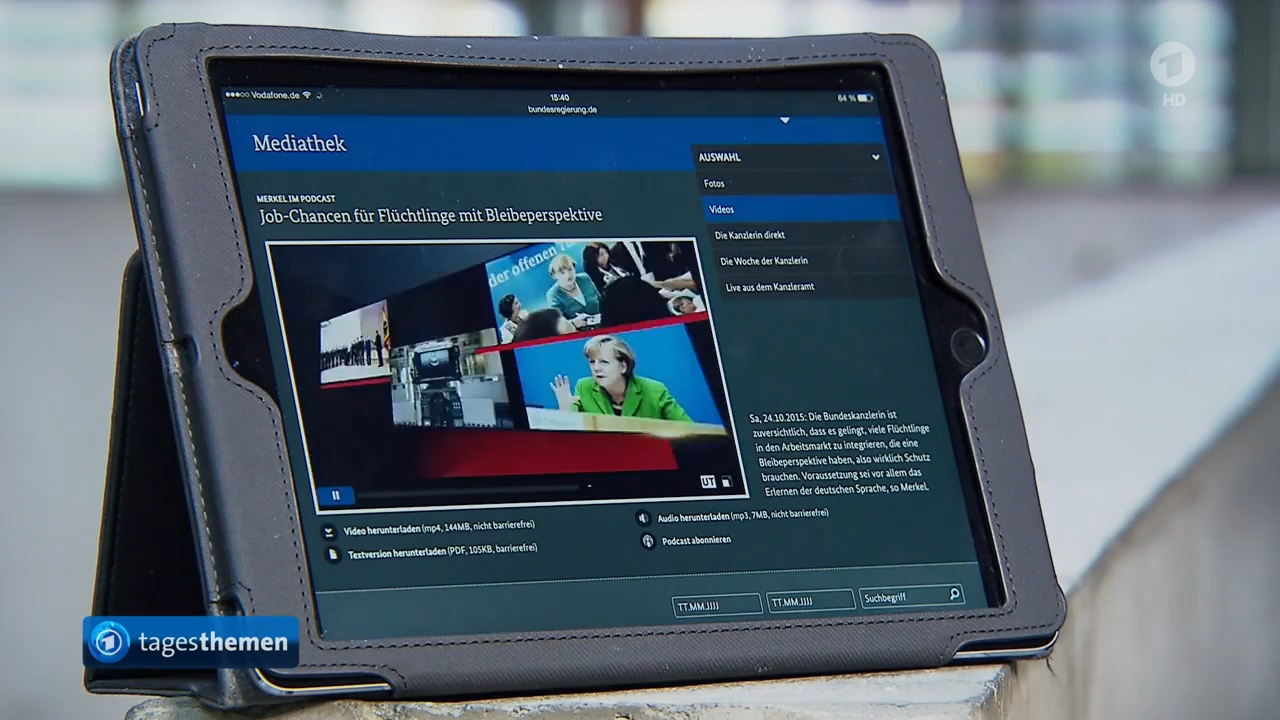 HD
Vodafone.de
15:40
64 %
bundesregierung.de
Mediathek
AUSWAHL
Fotos
Videos
Die Kanzlerin direkt
Die Woche der Kanzlerin
Live aus dem Kanzleramt
MERKEL IM PODCAST
Job-Chancen für Flüchtlinge mit Bleibeperspektive
der offenen
UT
Sa, 24.10.2015: Die Bundeskanzlerin ist
zuversichtlich, dass es gelingt, viele Flüchtlinge
in den Arbeitsmarkt zu integrieren, die eine
Bleibeperspektive haben, also wirklich Schutz
brauchen. Voraussetzung sei vor allem das
Erlernen der deutschen Sprache, so Merkel.
Video herunterladen (mp4, 144MB, nicht barrierefrei)
Textversion herunterladen (PDF, 105KB, barrierefrei)
Audio herunterladen (mp3, 7MB, nicht barrierefrei)
Podcast abonnieren
TT.MM.JJJJ
TT.MM.JJJJ
Suchbegriff
1 tagesthemen